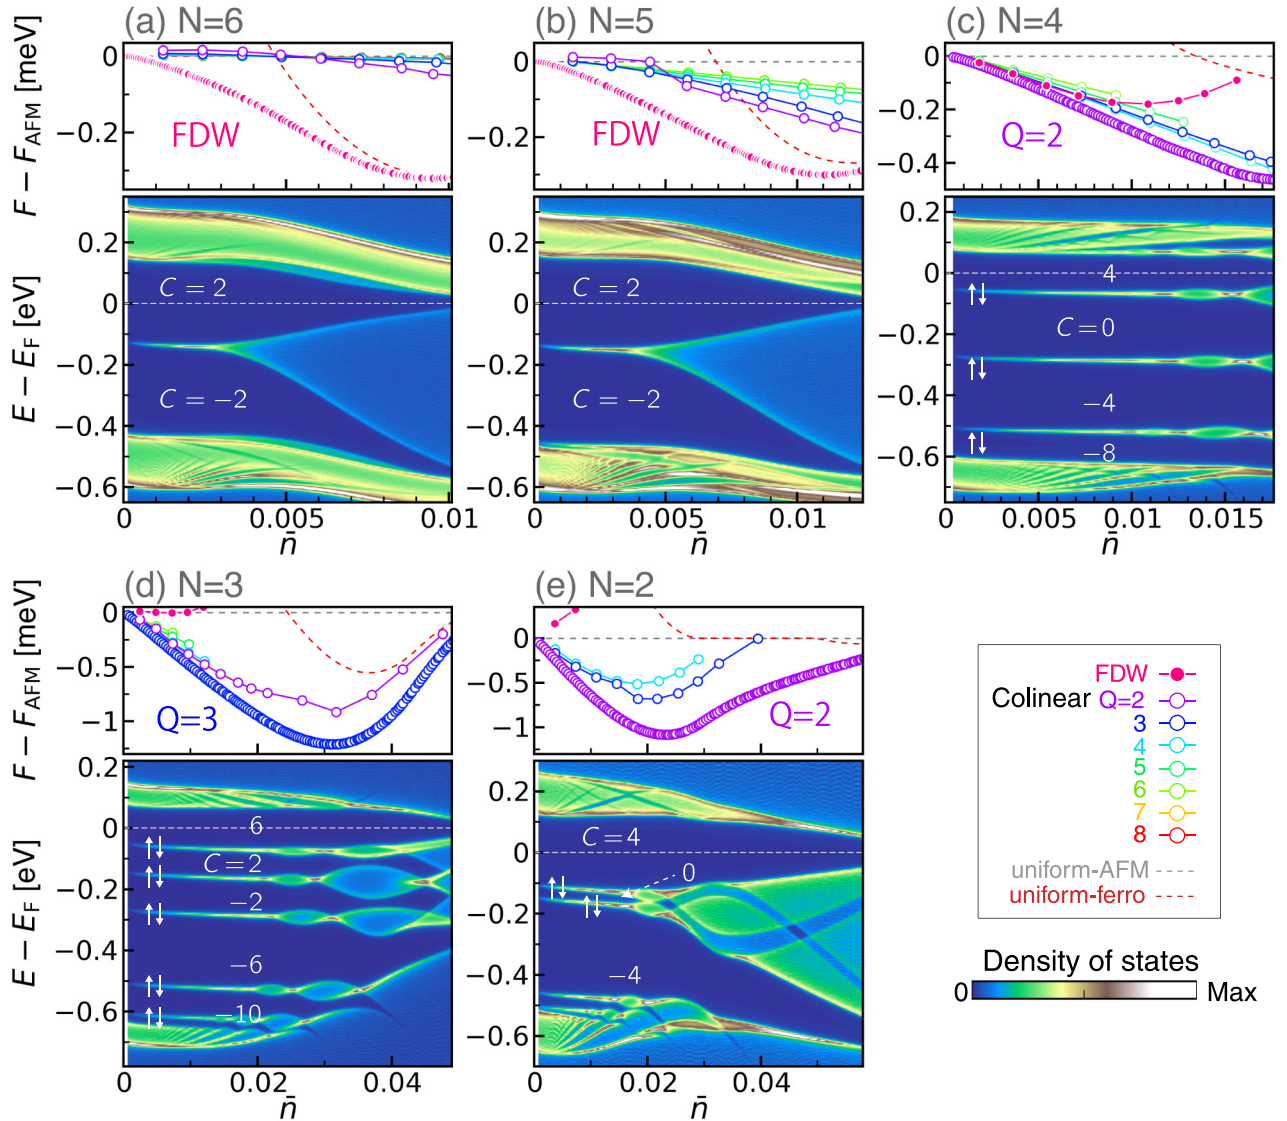 (a) N=6
F − F_AFM [meV]
0
−0.2
FDW
E − E_F [eV]
0.2
0
−0.2
−0.4
−0.6
C = 2
C = −2
0 0.005 0.01
n̄
(b) N=5
0
−0.2
FDW
0.2
0
−0.2
−0.4
−0.6
C = 2
C = −2
0 0.005 0.01
n̄
(c) N=4
0
−0.2
−0.4
Q=2
0.2
0
−0.2
−0.4
−0.6
4
↑↓
C = 0
↑↓
−4
↑↓
−8
0 0.005 0.01 0.015
n̄
(d) N=3
F − F_AFM [meV]
0
−0.5
−1
Q=3
E − E_F [eV]
0.2
0
−0.2
−0.4
−0.6
6
↑↓
C = 2
↑↓
−2
↑↓
−6
↑↓
−10
↑↓
0 0.02 0.04
n̄
(e) N=2
0
−0.5
−1
Q=2
0.2
0
−0.2
−0.4
−0.6
C = 4
0
↑↓
↑↓
−4
0 0.02 0.04
n̄
FDW
Colinear Q=2
3
4
5
6
7
8
uniform-AFM
uniform-ferro
Density of states
0 Max